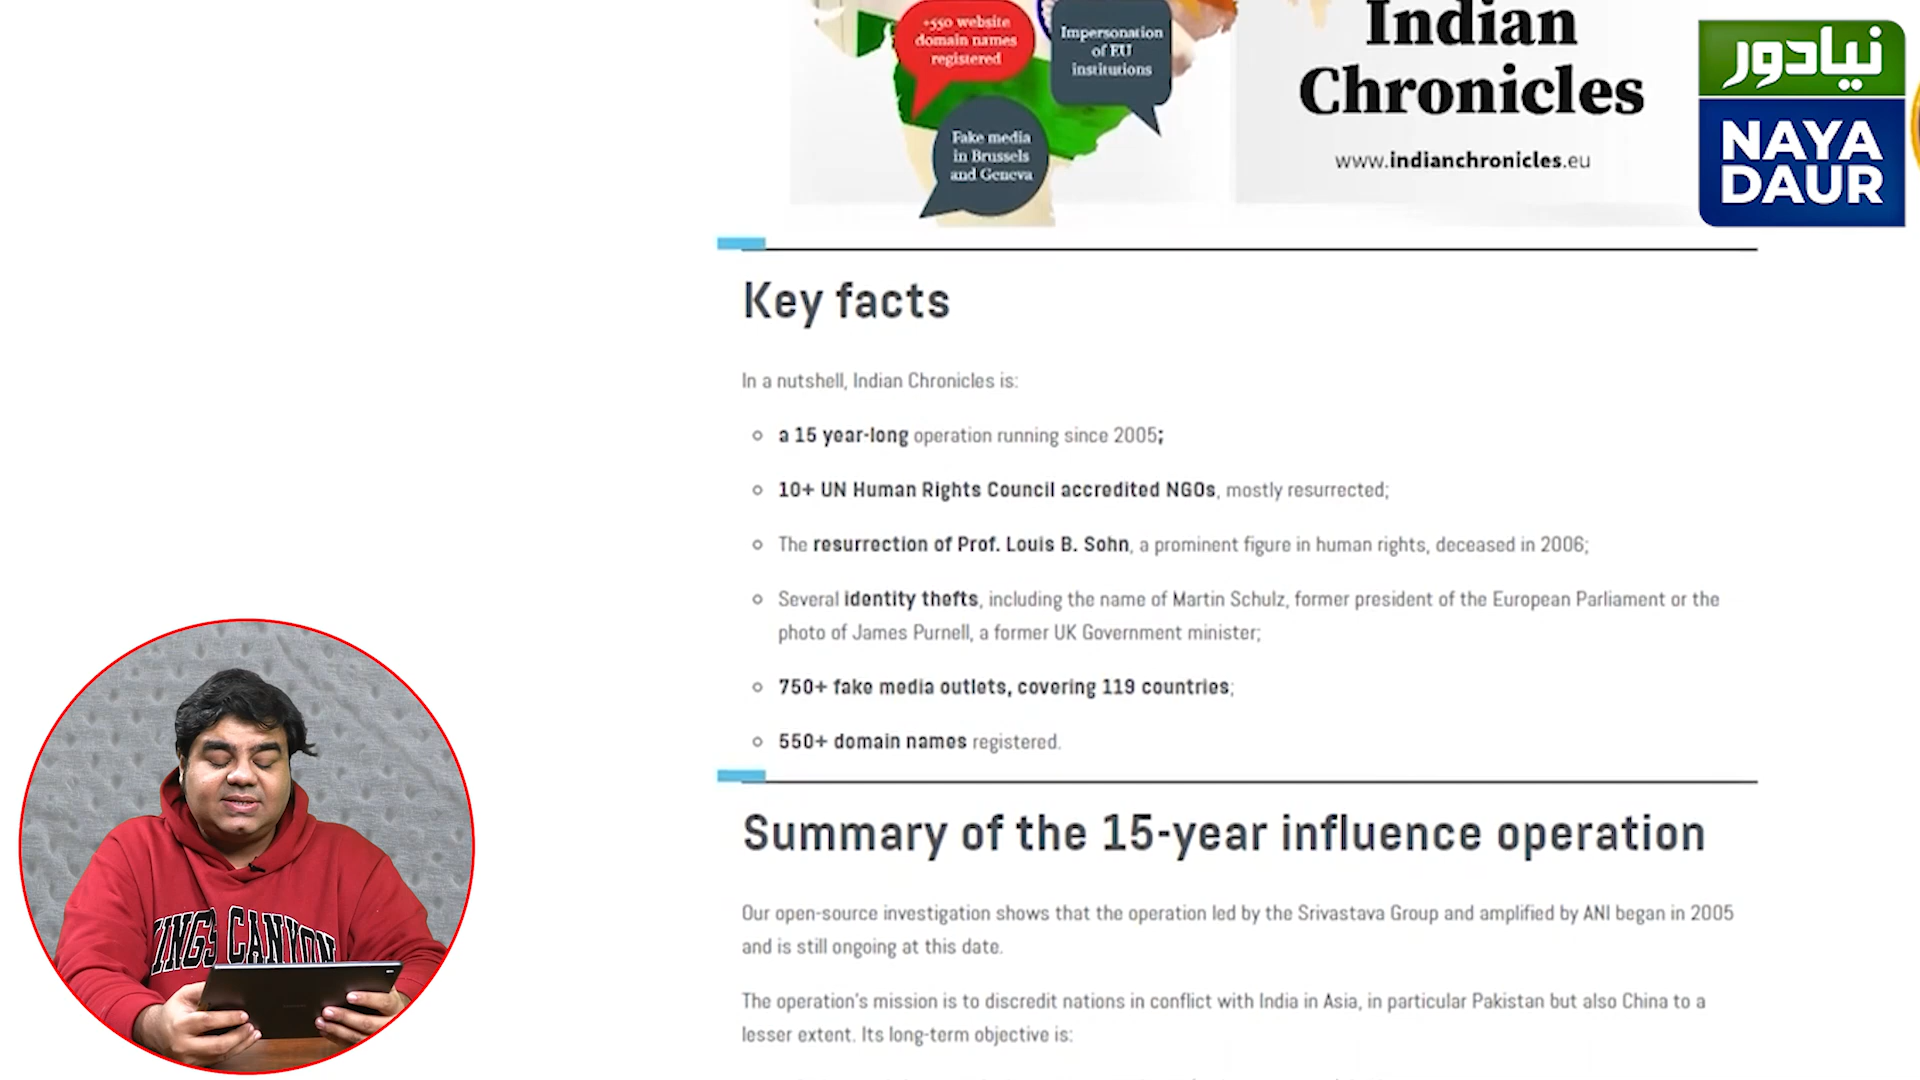 +550 website
domain names
registered
Impersonation
of EU
institutions
Fake media
in Brussels
and Geneva
Indian
Chronicles
www.indianchronicles.eu
نیادور
NAYA
DAUR
Key facts
In a nutshell, Indian Chronicles is:
a 15 year-long operation running since 2005;
10+ UN Human Rights Council accredited NGOs, mostly resurrected;
The resurrection of Prof. Louis B. Sohn, a prominent figure in human rights, deceased in 2006;
Several identity thefts, including the name of Martin Schulz, former president of the European Parliament or the
photo of James Purnell, a former UK Government minister;
750+ fake media outlets, covering 119 countries;
550+ domain names registered.
Summary of the 15-year influence operation
Our open-source investigation shows that the operation led by the Srivastava Group and amplified by ANI began in 2005
and is still ongoing at this date.
The operation's mission is to discredit nations in conflict with India in Asia, in particular Pakistan but also China to a
lesser extent. Its long-term objective is:
INGS CANYON